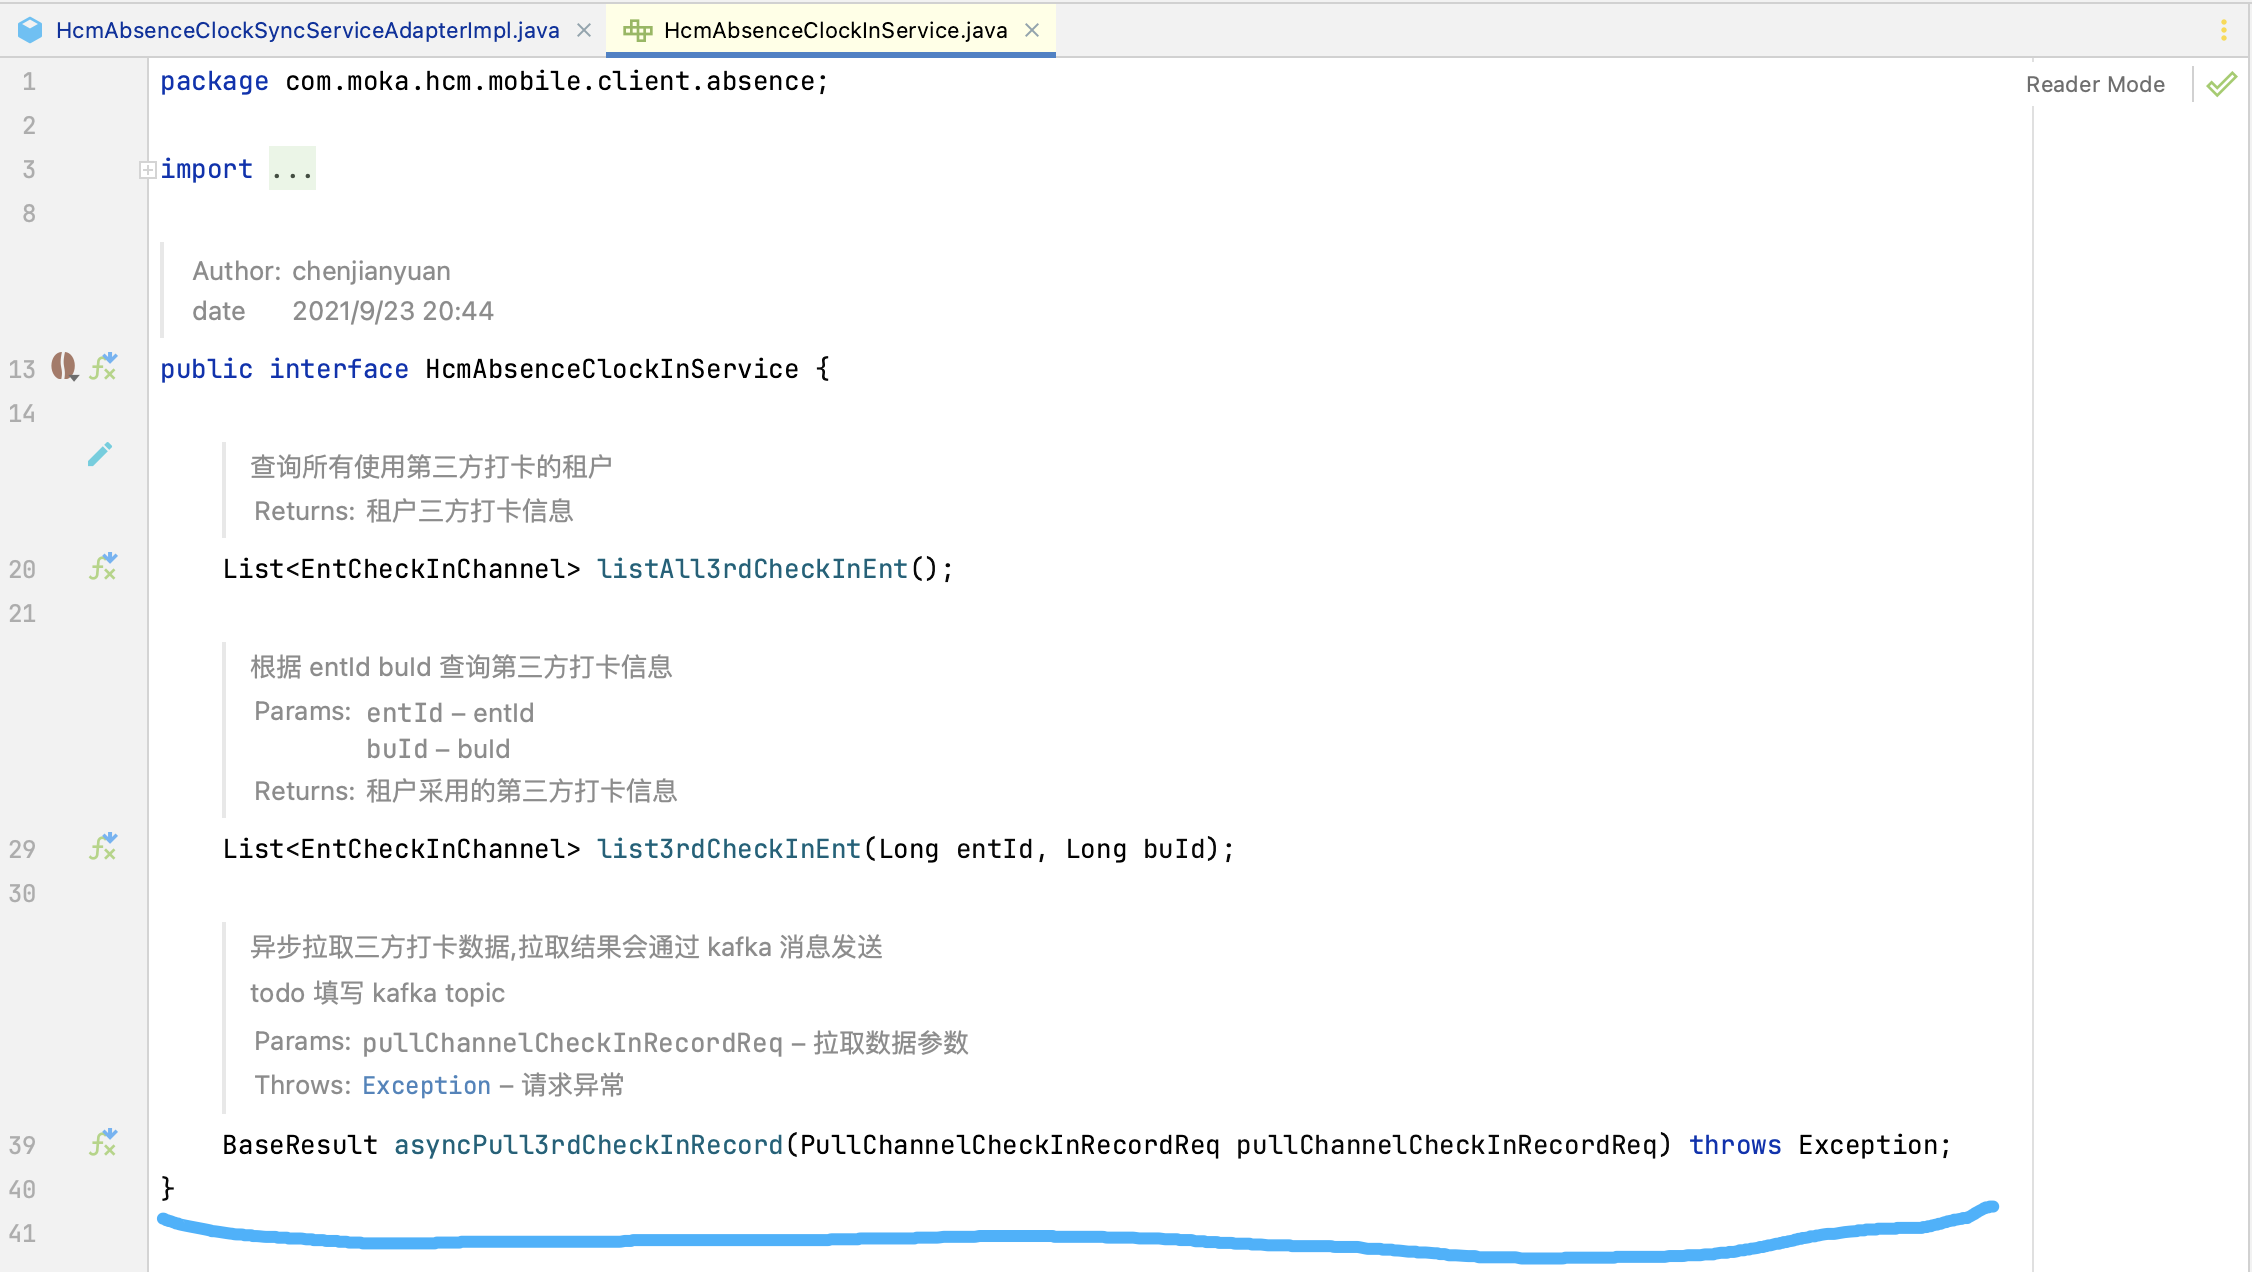 HcmAbsenceClockSyncServiceAdapterImpl.java HcmAbsenceClockInService.java
Reader Mode
1 package com.moka.hcm.mobile.client.absence;
2
3 import ...
8
Author: chenjianyuan
date 2021/9/23 20:44
13 public interface HcmAbsenceClockInService {
14
查询所有使用第三方打卡的租户
Returns: 租户三方打卡信息
20 List<EntCheckInChannel> listAll3rdCheckInEnt();
21
根据 entId buId 查询第三方打卡信息
Params: entId – entId
buId – buId
Returns: 租户采用的第三方打卡信息
29 List<EntCheckInChannel> list3rdCheckInEnt(Long entId, Long buId);
30
异步拉取三方打卡数据,拉取结果会通过 kafka 消息发送
todo 填写 kafka topic
Params: pullChannelCheckInRecordReq – 拉取数据参数
Throws: Exception – 请求异常
39 BaseResult asyncPull3rdCheckInRecord(PullChannelCheckInRecordReq pullChannelCheckInRecordReq) throws Exception;
40 }
41